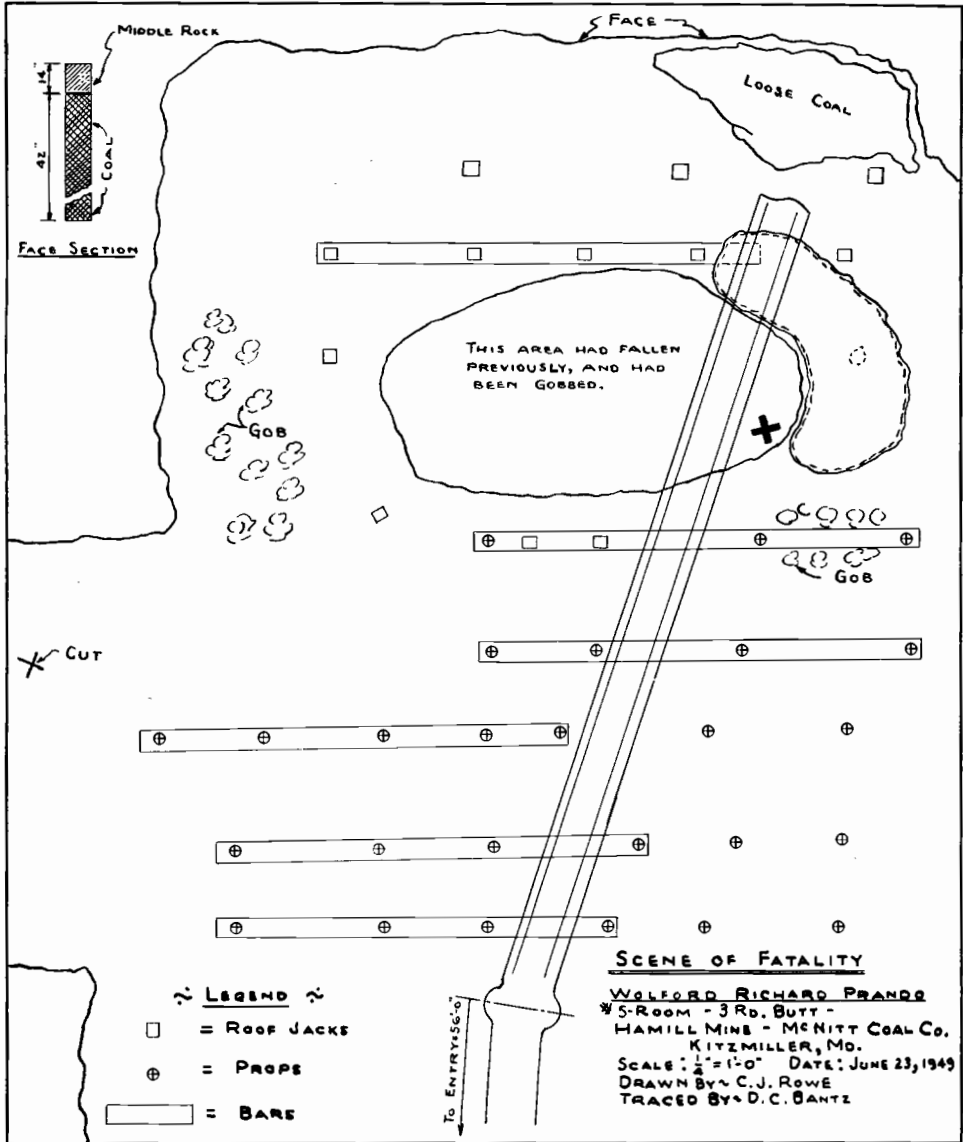 FACE
MIDDLE ROCK
14"
42"
COAL
FACE SECTION
LOOSE COAL
THIS AREA HAD FALLEN
PREVIOUSLY, AND HAD
BEEN GOBBED.
GOB
GOB
CUT
TO ENTRY=56'-0"
LEGEND
= ROOF JACKS
= PROPS
= BARS
SCENE OF FATALITY
WOLFORD RICHARD PRANDO
#5-ROOM - 3 RD. BUTT -
HAMILL MINE - MCNITT COAL CO.
KITZMILLER, MD.
SCALE: 1/4" = 1'-0" DATE: JUNE 23, 1949
DRAWN BY ~ C.J. ROWE
TRACED BY ~ D.C. BANTZ